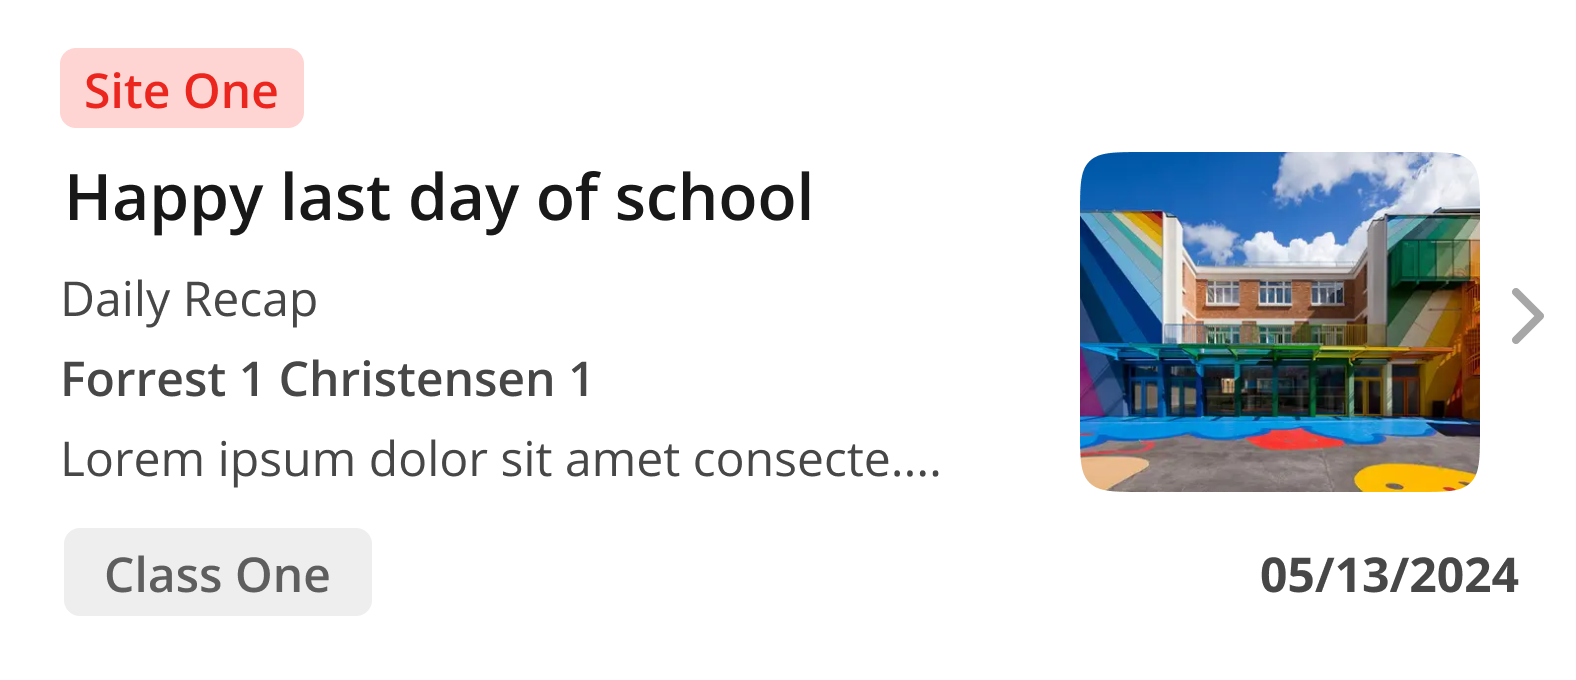 Site One
Happy last day of school
Daily Recap
Forrest 1 Christensen 1
Lorem ipsum dolor sit amet consecte....
Class One
05/13/2024